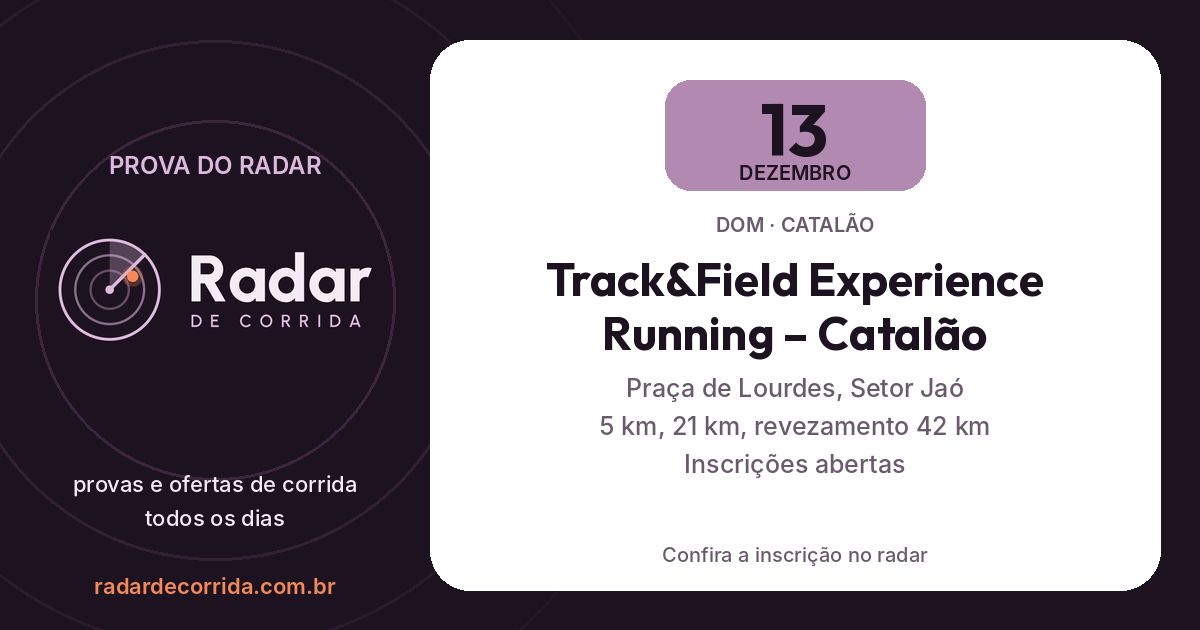 PROVA DO RADAR
Radar
DE CORRIDA
provas e ofertas de corrida
todos os dias
radardecorrida.com.br
13
DEZEMBRO
DOM · CATALÃO
Track&Field Experience
Running – Catalão
Praça de Lourdes, Setor Jaó
5 km, 21 km, revezamento 42 km
Inscrições abertas
Confira a inscrição no radar